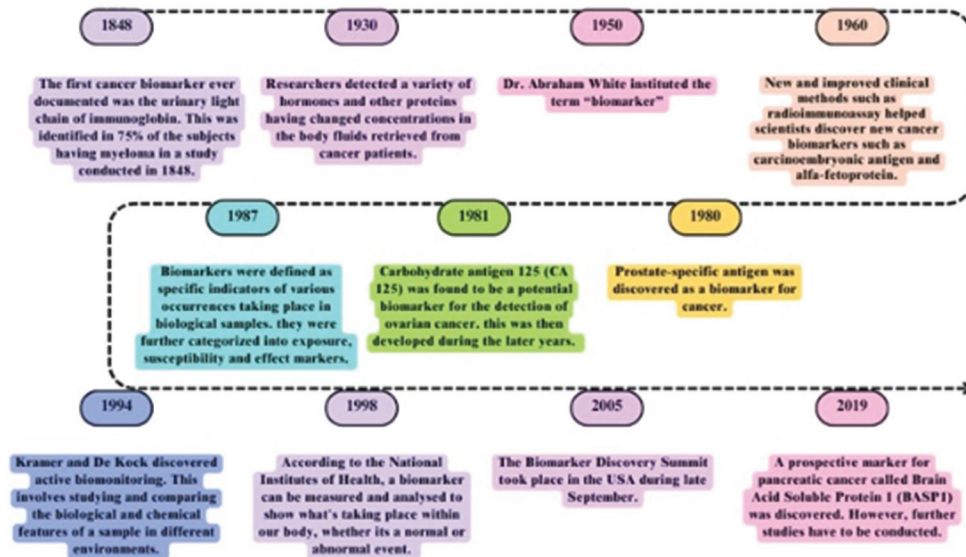 1848
The first cancer biomarker ever
documented was the urinary light
chain of immunoglobin. This was
identified in 75% of the subjects
having myeloma in a study
conducted in 1848.
1930
Researchers detected a variety of
hormones and other proteins
having changed concentrations in
the body fluids retrieved from
cancer patients.
1950
Dr. Abraham White instituted the
term “biomarker”
1960
New and improved clinical
methods such as
radioimmunoassay helped
scientists discover new cancer
biomarkers such as
carcinoembryonic antigen and
alfa-fetoprotein.
1980
Prostate-specific antigen was
discovered as a biomarker for
cancer.
1981
Carbohydrate antigen 125 (CA
125) was found to be a potential
biomarker for the detection of
ovarian cancer. this was then
developed during the later years.
1987
Biomarkers were defined as
specific indicators of various
occurrences taking place in
biological samples. they were
further categorized into exposure,
susceptibility and effect markers.
1994
Kramer and De Kock discovered
active biomonitoring. This
involves studying and comparing
the biological and chemical
features of a sample in different
environments.
1998
According to the National
Institutes of Health, a biomarker
can be measured and analysed to
show what's taking place within
our body, whether its a normal or
abnormal event.
2005
The Biomarker Discovery Summit
took place in the USA during late
September.
2019
A prospective marker for
pancreatic cancer called Brain
Acid Soluble Protein 1 (BASP1)
was discovered. However, further
studies have to be conducted.